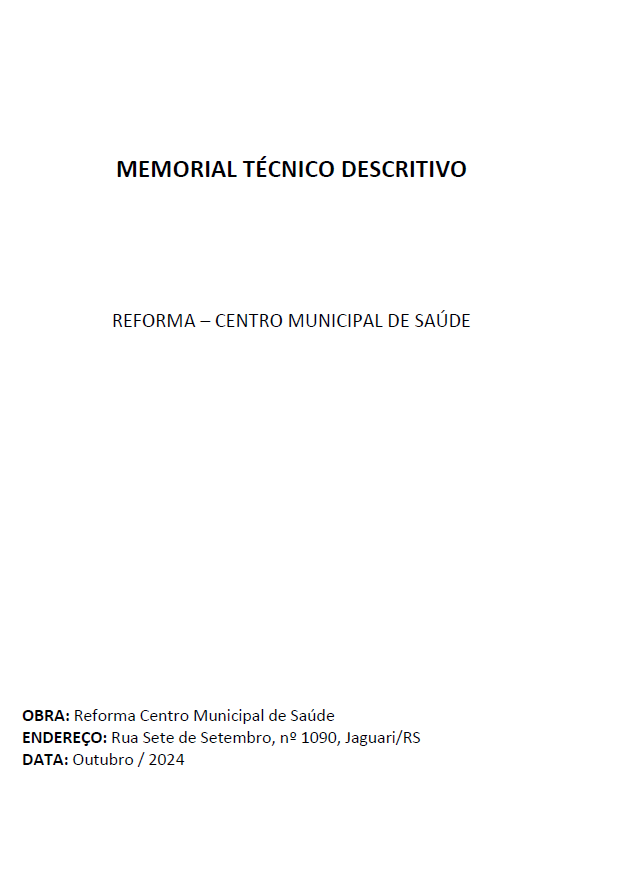 MEMORIAL TÉCNICO DESCRITIVO
REFORMA – CENTRO MUNICIPAL DE SAÚDE
OBRA: Reforma Centro Municipal de Saúde
ENDEREÇO: Rua Sete de Setembro, nº 1090, Jaguari/RS
DATA: Outubro / 2024